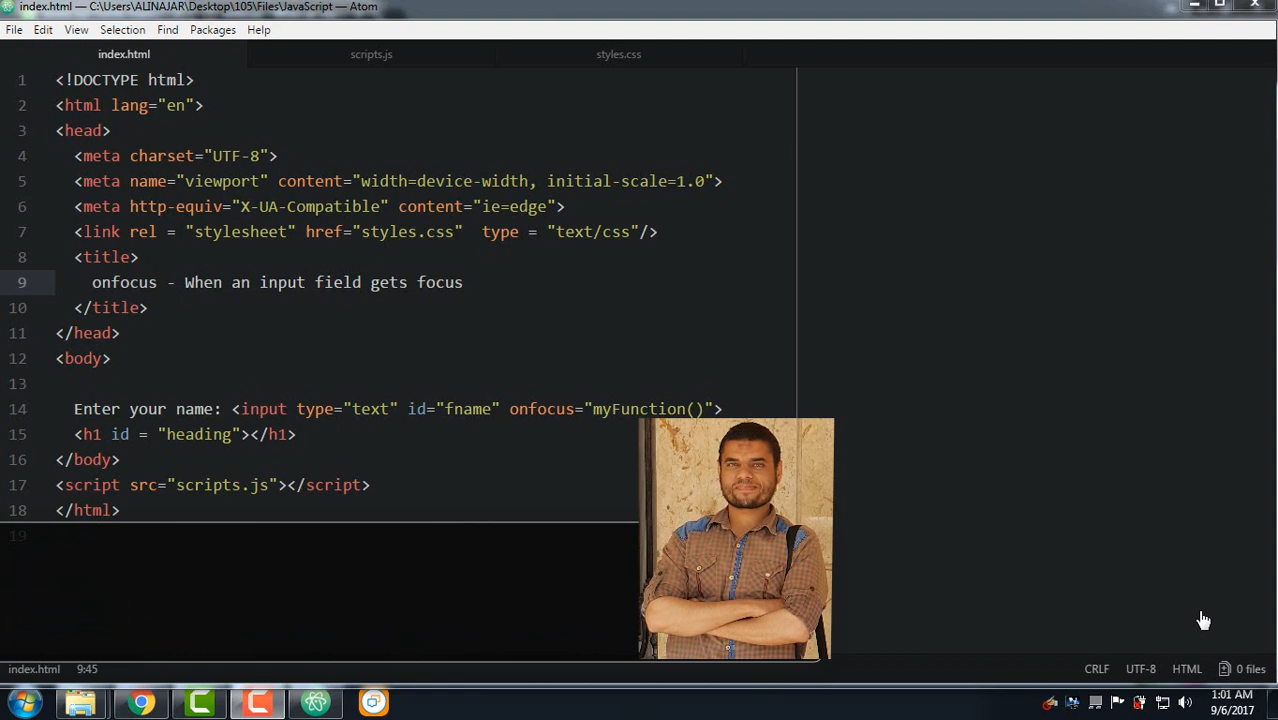 index.html — C:\Users\ALINAJAR\Desktop\105\Files\JavaScript — Atom
File Edit View Selection Find Packages Help
index.html scripts.js styles.css
1 <!DOCTYPE html>
2 <html lang="en">
3 <head>
4 <meta charset="UTF-8">
5 <meta name="viewport" content="width=device-width, initial-scale=1.0">
6 <meta http-equiv="X-UA-Compatible" content="ie=edge">
7 <link rel = "stylesheet" href="styles.css"  type = "text/css"/>
8 <title>
9 onfocus - When an input field gets focus
10 </title>
11 </head>
12 <body>
13
14 Enter your name: <input type="text" id="fname" onfocus="myFunction()">
15 <h1 id = "heading"></h1>
16 </body>
17 <script src="scripts.js"></script>
18 </html>
19
index.html 9:45 CRLF UTF-8 HTML 0 files
1:01 AM
9/6/2017